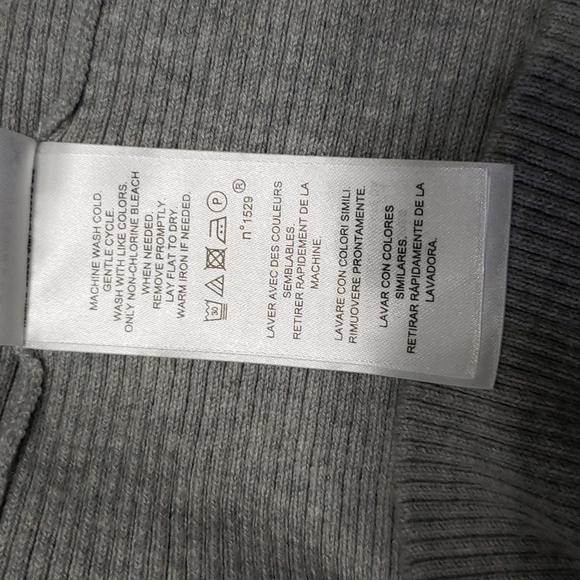 MACHINE WASH COLD
GENTLE CYCLE.
WASH WITH LIKE COLORS.
ONLY NON-CHLORINE BLEACH
WHEN NEEDED.
REMOVE PROMPTLY.
LAY FLAT TO DRY.
WARM IRON IF NEEDED.
30 P
n°1529 ®
LAVER AVEC DES COULEURS
SEMBLABLES.
RETIRER RAPIDEMENT DE LA
MACHINE.
LAVARE CON COLORI SIMILI.
RIMUOVERE PRONTAMENTE.
LAVAR CON COLORES
SIMILARES.
RETIRAR RÁPIDAMENTE DE LA
LAVADORA.